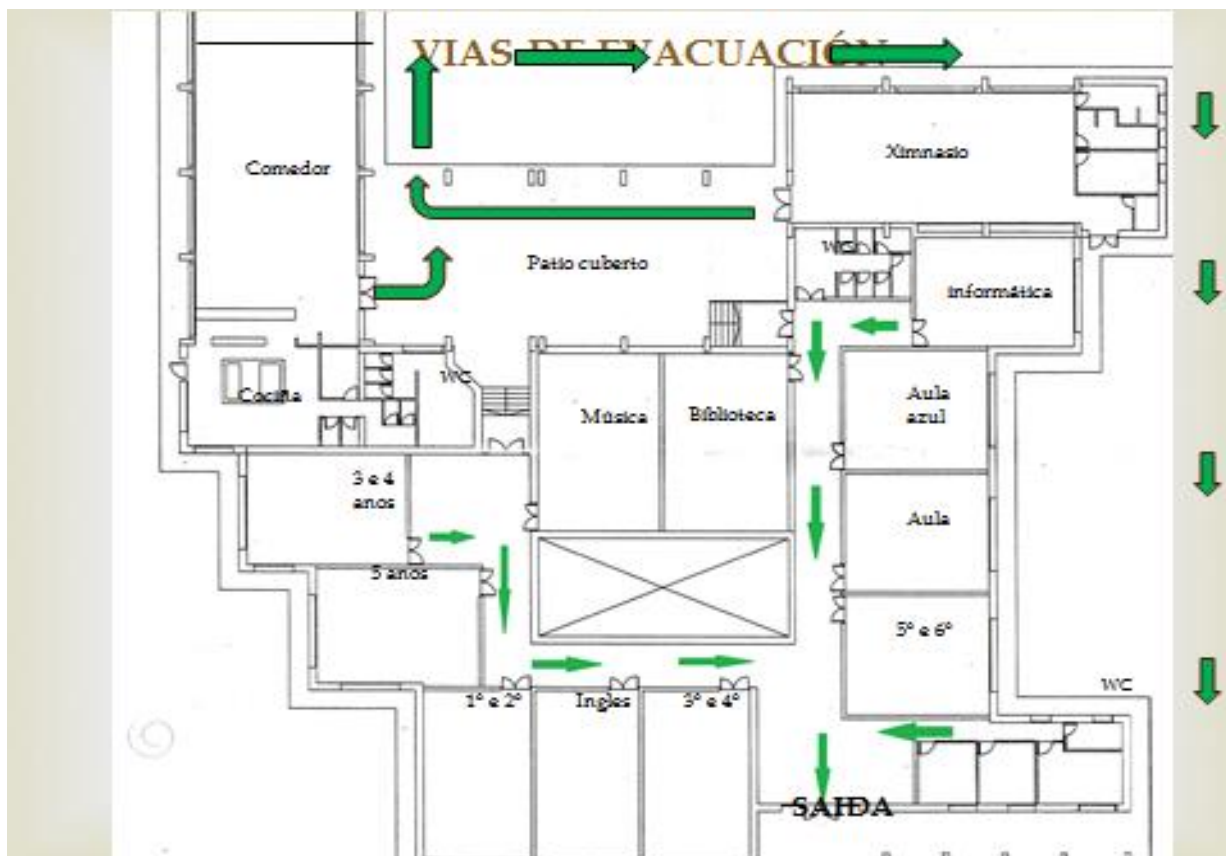 VIAS DE EVACUACIÓN
Ximnasio
Comedor
WC
Patio cuberto
informática
WC
Cociña
Música
Biblioteca
Aula
azul
3 e 4
anos
Aula
5 anos
5º e 6º
1º e 2º
Ingles
3º e 4º
WC
SAIDA